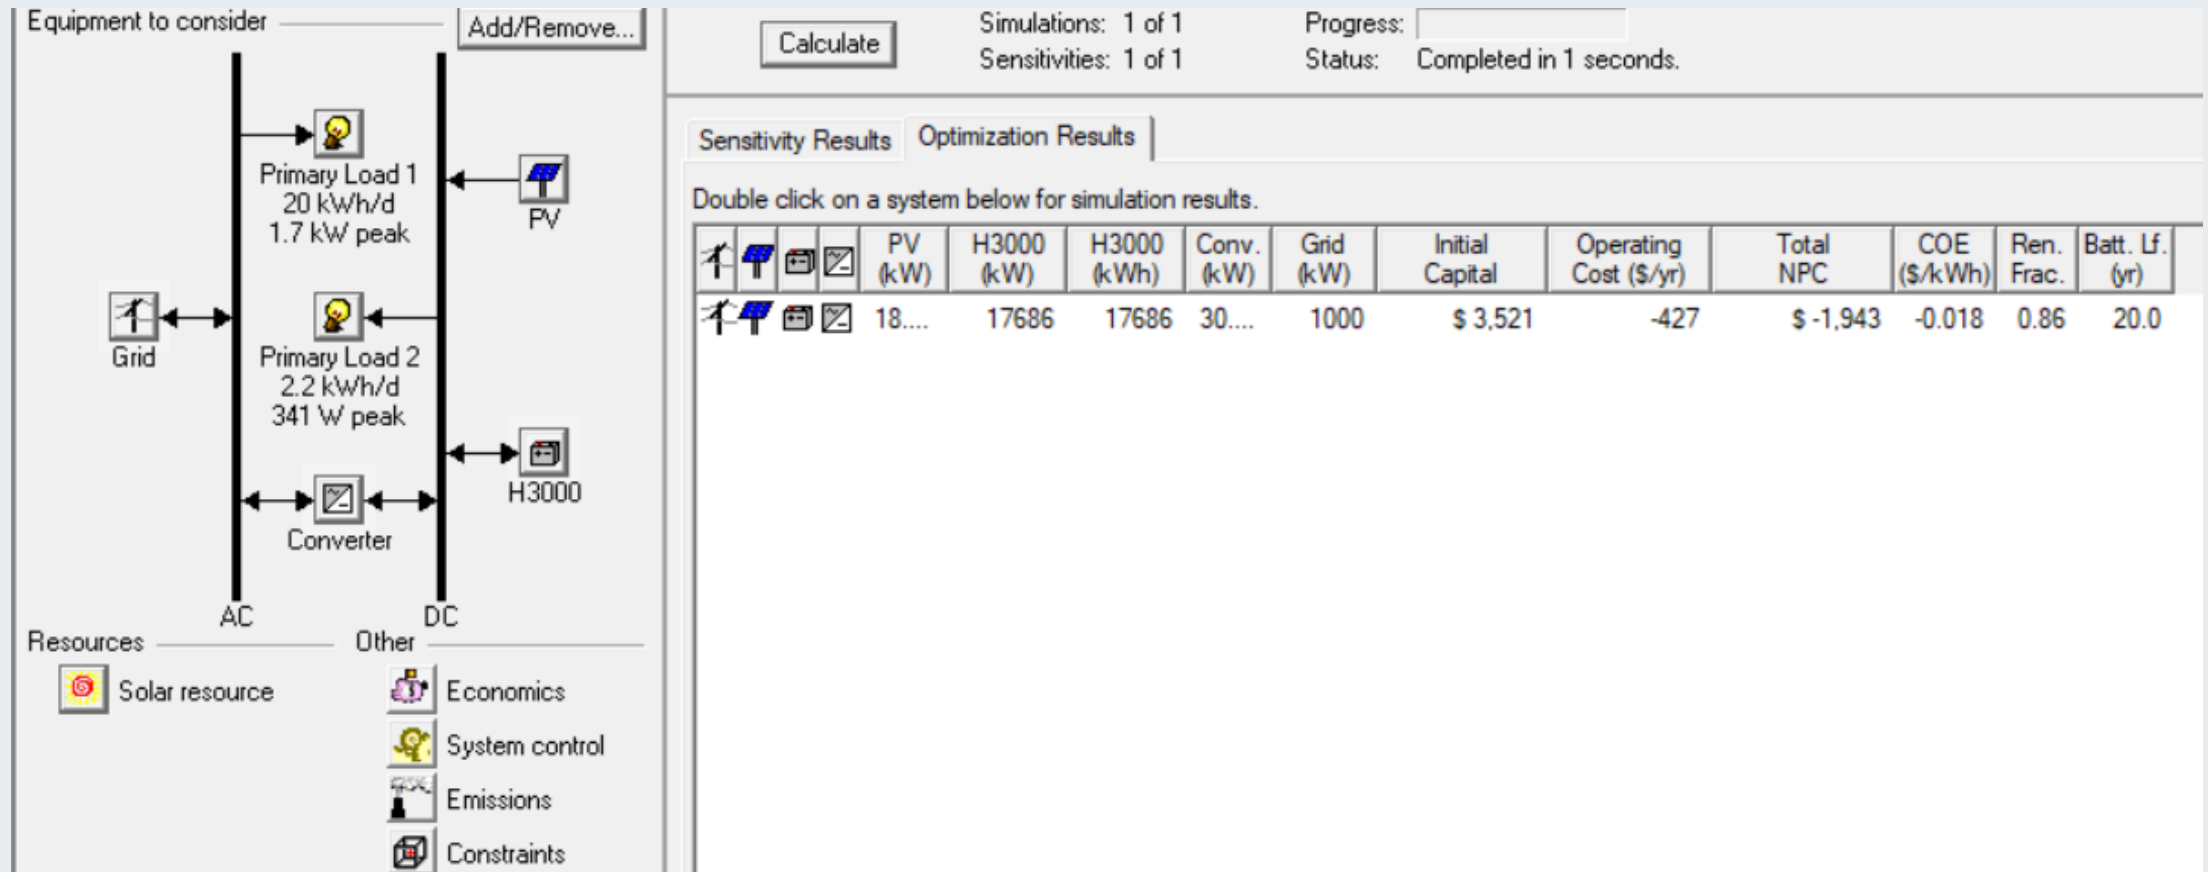 Equipment to consider
Add/Remove...
Primary Load 1
20 kWh/d
1.7 kW peak
PV
Grid
Primary Load 2
2.2 kWh/d
341 W peak
H3000
Converter
AC
DC
Resources
Other
Solar resource
Economics
System control
Emissions
Constraints
Calculate
Simulations: 1 of 1
Progress:
Sensitivities: 1 of 1
Status: Completed in 1 seconds.
Sensitivity Results
Optimization Results
Double click on a system below for simulation results.
PV (kW)
H3000 (kW)
H3000 (kWh)
Conv. (kW)
Grid (kW)
Initial Capital
Operating Cost ($/yr)
Total NPC
COE ($/kWh)
Ren. Frac.
Batt. Lf. (yr)
18.... 17686 17686 30.... 1000 $ 3,521 -427 $ -1,943 -0.018 0.86 20.0